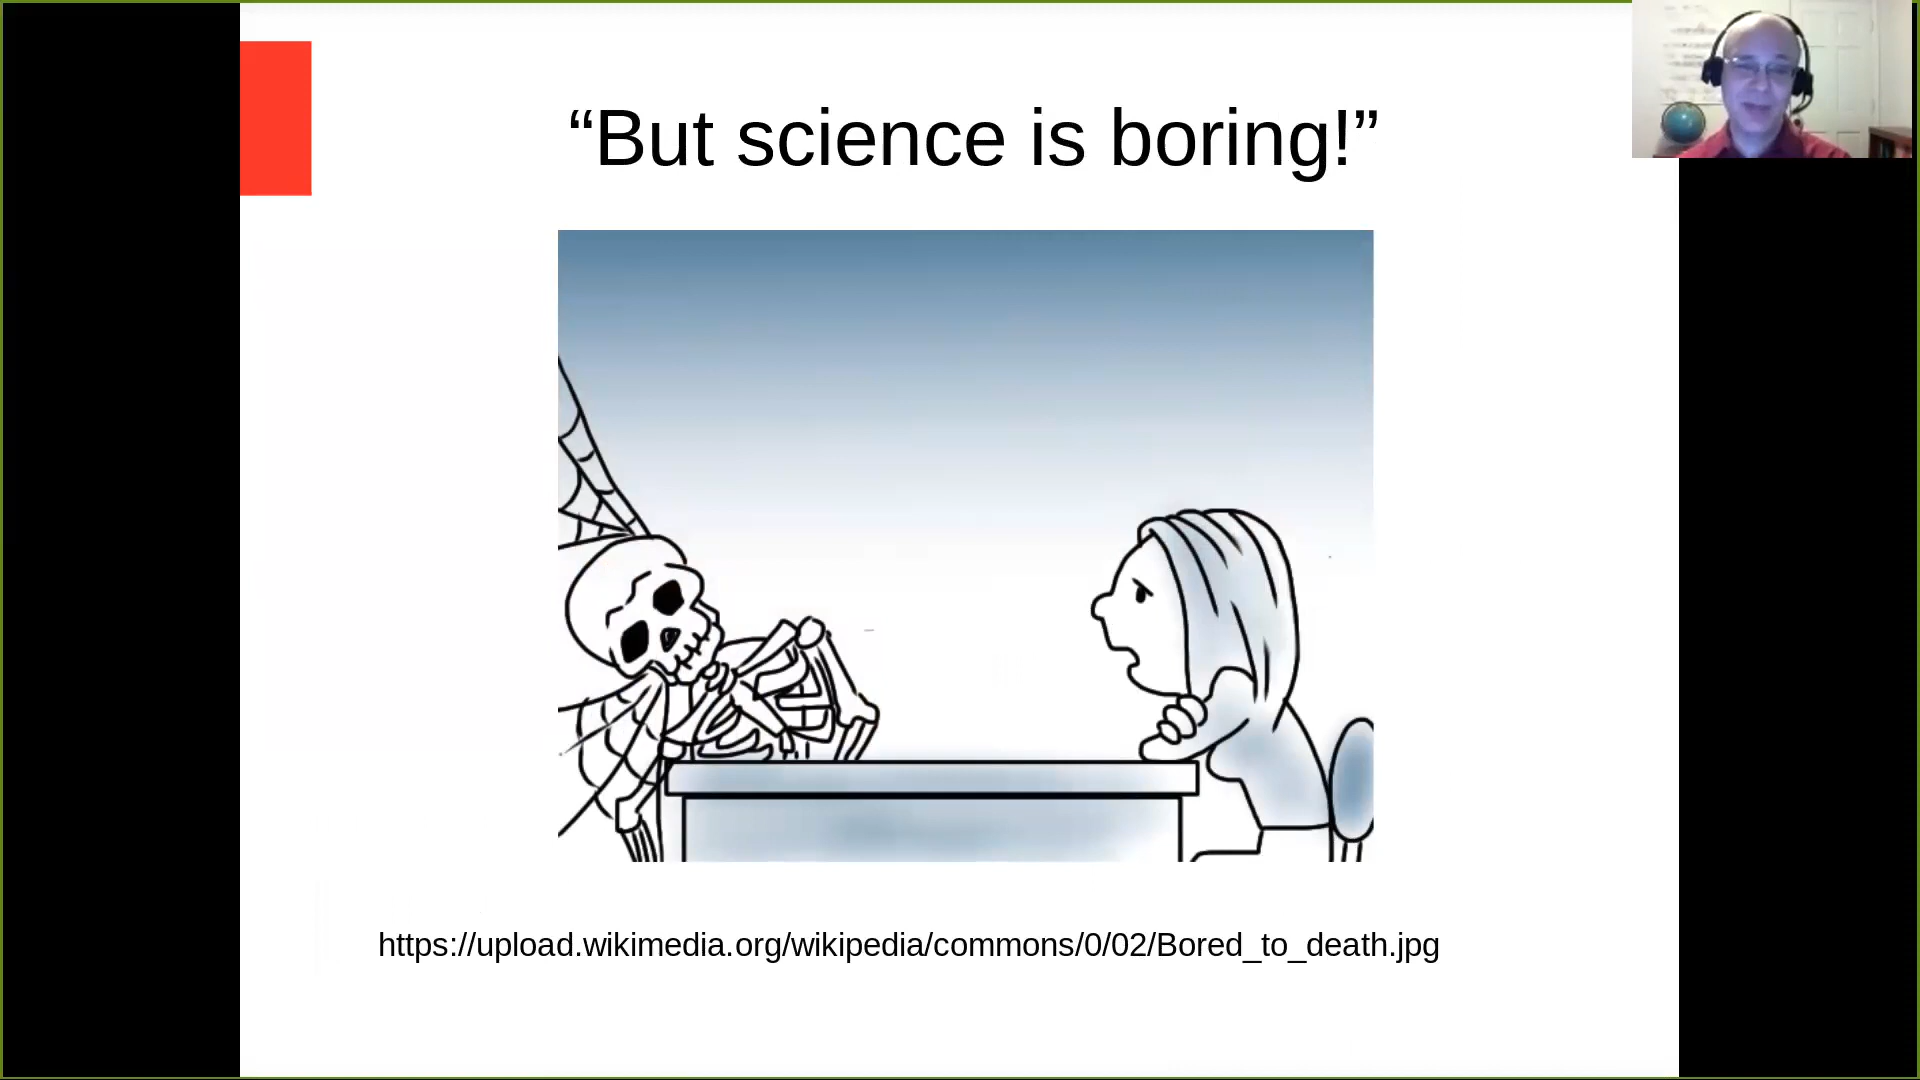 “But science is boring!”
https://upload.wikimedia.org/wikipedia/commons/0/02/Bored_to_death.jpg